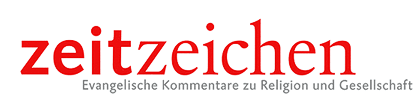 zeitzeichen
Evangelische Kommentare zu Religion und Gesellschaft